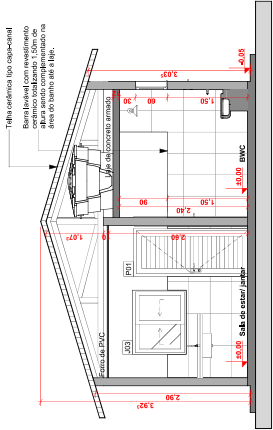 Telha cerâmica tipo capa-canal
Barra lavável com revestimento
cerâmico totalizando 1,50m de
altura sendo complementado na
área do banho até a laje.
Laje de concreto armado
Forro de PVC
3,03⁵
-0,05
30
60
1,50
90
2,40
1,50
±0,00
BWC
1,07²
2,60
P01
J03
Sala de estar/ jantar
±0,00
2,90
3,92²